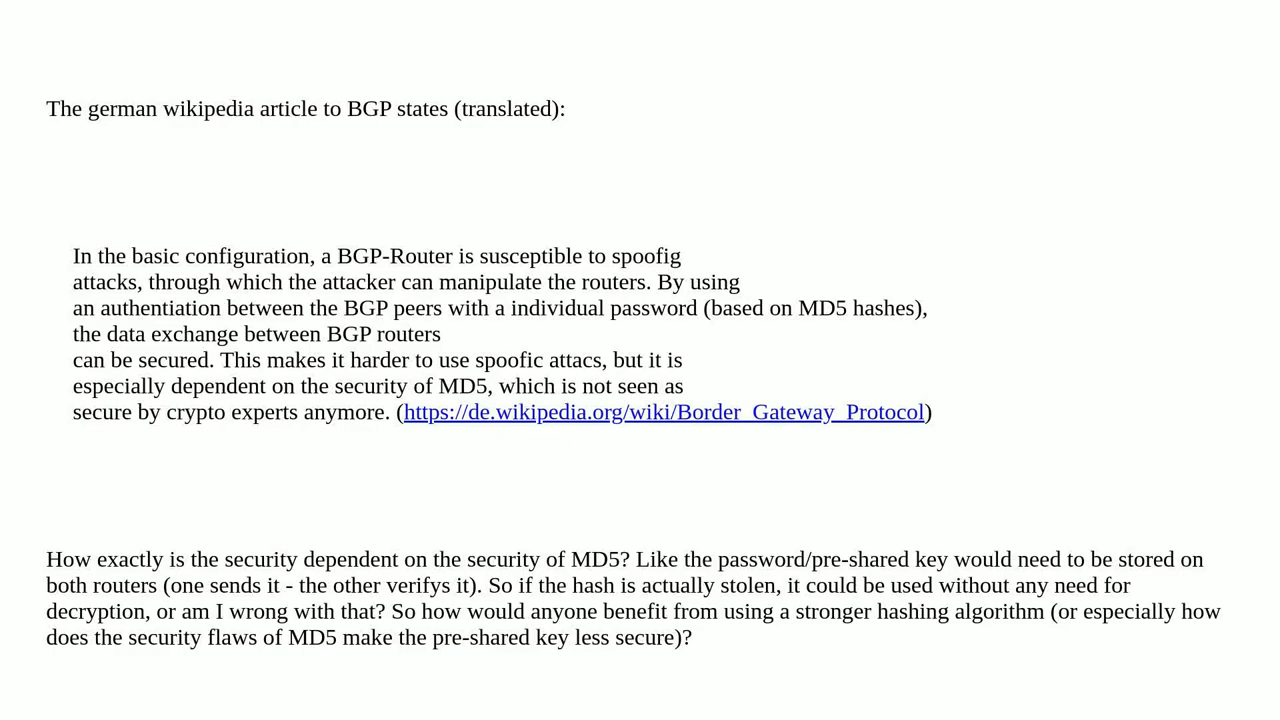 The german wikipedia article to BGP states (translated):
In the basic configuration, a BGP-Router is susceptible to spoofig
attacks, through which the attacker can manipulate the routers. By using
an authentiation between the BGP peers with a individual password (based on MD5 hashes),
the data exchange between BGP routers
can be secured. This makes it harder to use spoofic attacs, but it is
especially dependent on the security of MD5, which is not seen as
secure by crypto experts anymore. (https://de.wikipedia.org/wiki/Border_Gateway_Protocol)
How exactly is the security dependent on the security of MD5? Like the password/pre-shared key would need to be stored on
both routers (one sends it - the other verifys it). So if the hash is actually stolen, it could be used without any need for
decryption, or am I wrong with that? So how would anyone benefit from using a stronger hashing algorithm (or especially how
does the security flaws of MD5 make the pre-shared key less secure)?